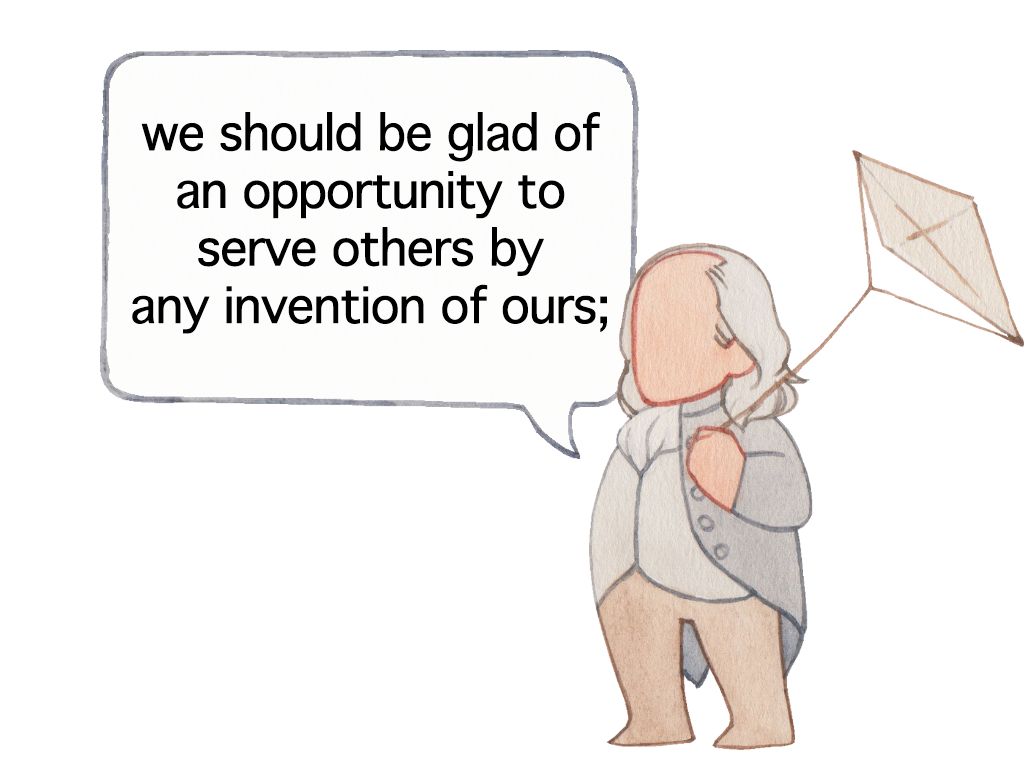 we should be glad of
an opportunity to
serve others by
any invention of ours;